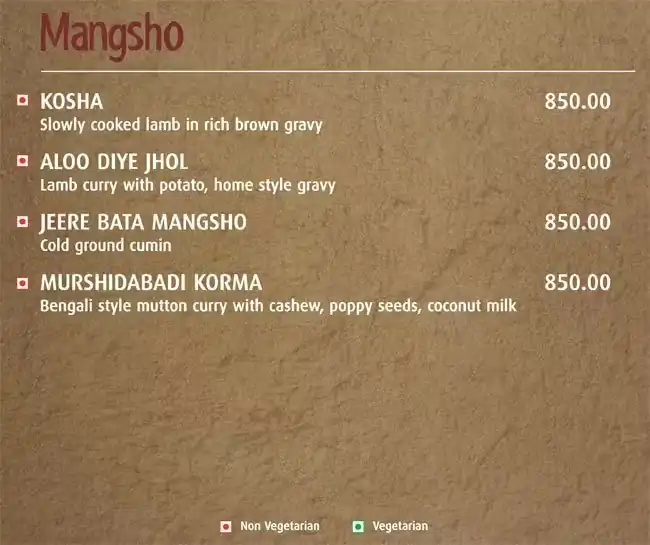 Mangsho
KOSHA 850.00
Slowly cooked lamb in rich brown gravy
ALOO DIYE JHOL 850.00
Lamb curry with potato, home style gravy
JEERE BATA MANGSHO 850.00
Cold ground cumin
MURSHIDABADI KORMA 850.00
Bengali style mutton curry with cashew, poppy seeds, coconut milk
Non Vegetarian Vegetarian